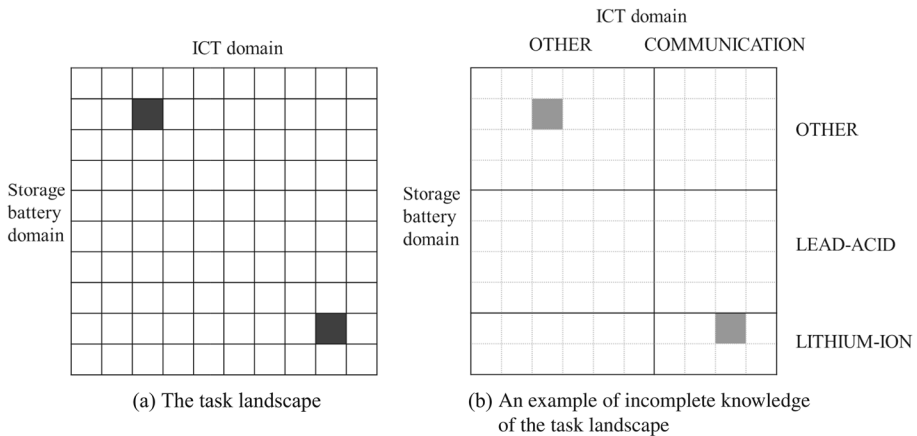 ICT domain
Storage
battery
domain
(a) The task landscape
ICT domain
OTHER COMMUNICATION
Storage
battery
domain
OTHER
LEAD-ACID
LITHIUM-ION
(b) An example of incomplete knowledge
of the task landscape